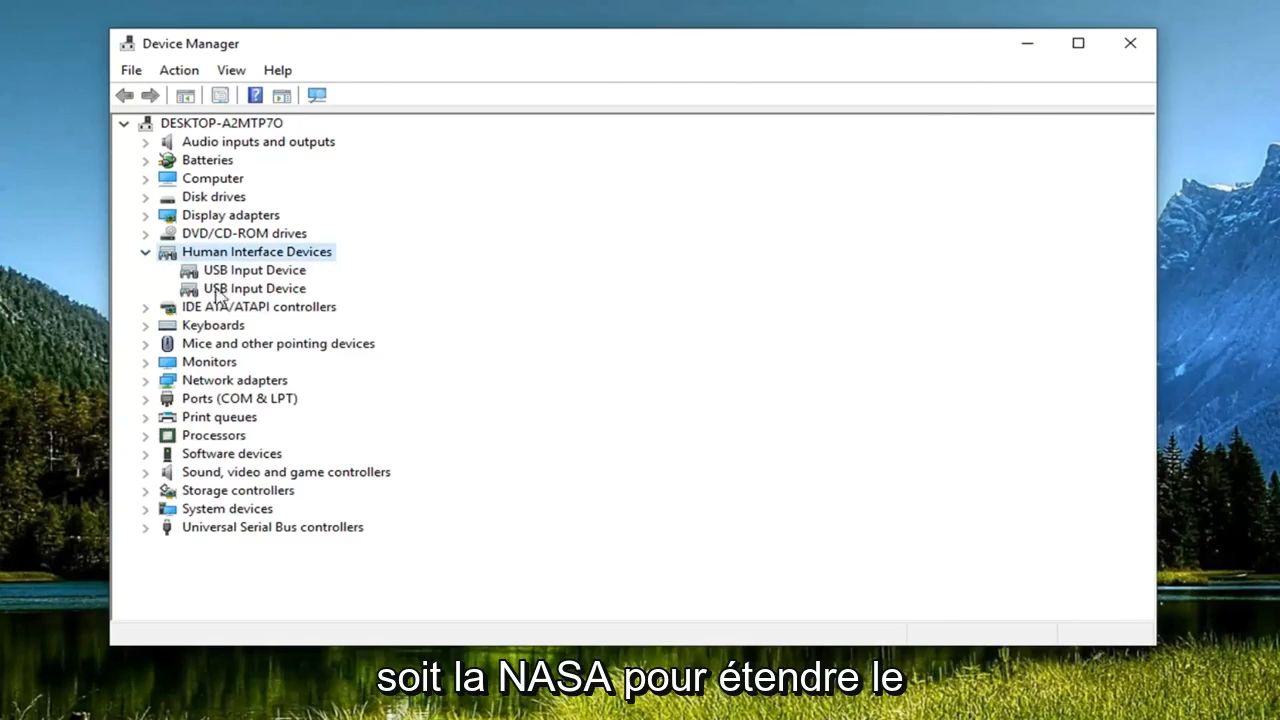 Device Manager
File Action View Help
DESKTOP-A2MTP7O
Audio inputs and outputs
Batteries
Computer
Disk drives
Display adapters
DVD/CD-ROM drives
Human Interface Devices
USB Input Device
USB Input Device
IDE ATA/ATAPI controllers
Keyboards
Mice and other pointing devices
Monitors
Network adapters
Ports (COM & LPT)
Print queues
Processors
Software devices
Sound, video and game controllers
Storage controllers
System devices
Universal Serial Bus controllers
soit la NASA pour étendre le